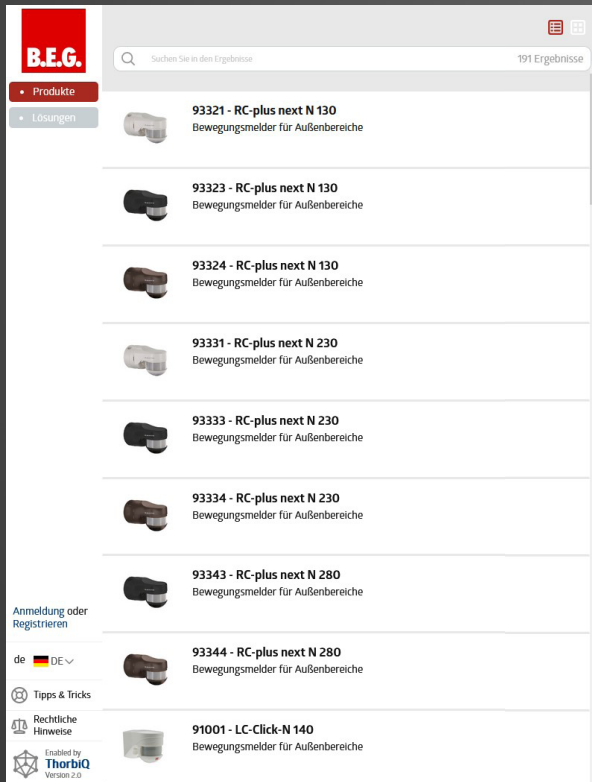 B.E.G.
Suchen Sie in den Ergebnisse
191 Ergebnisse
Produkte
Lösungen
93321 - RC-plus next N 130
Bewegungsmelder für Außenbereiche
93323 - RC-plus next N 130
Bewegungsmelder für Außenbereiche
93324 - RC-plus next N 130
Bewegungsmelder für Außenbereiche
93331 - RC-plus next N 230
Bewegungsmelder für Außenbereiche
93333 - RC-plus next N 230
Bewegungsmelder für Außenbereiche
93334 - RC-plus next N 230
Bewegungsmelder für Außenbereiche
93343 - RC-plus next N 280
Bewegungsmelder für Außenbereiche
93344 - RC-plus next N 280
Bewegungsmelder für Außenbereiche
91001 - LC-Click-N 140
Bewegungsmelder für Außenbereiche
Anmeldung oder
Registrieren
de DE
Tipps & Tricks
Rechtliche
Hinweise
Enabled by
ThorbiQ
Version 2.0